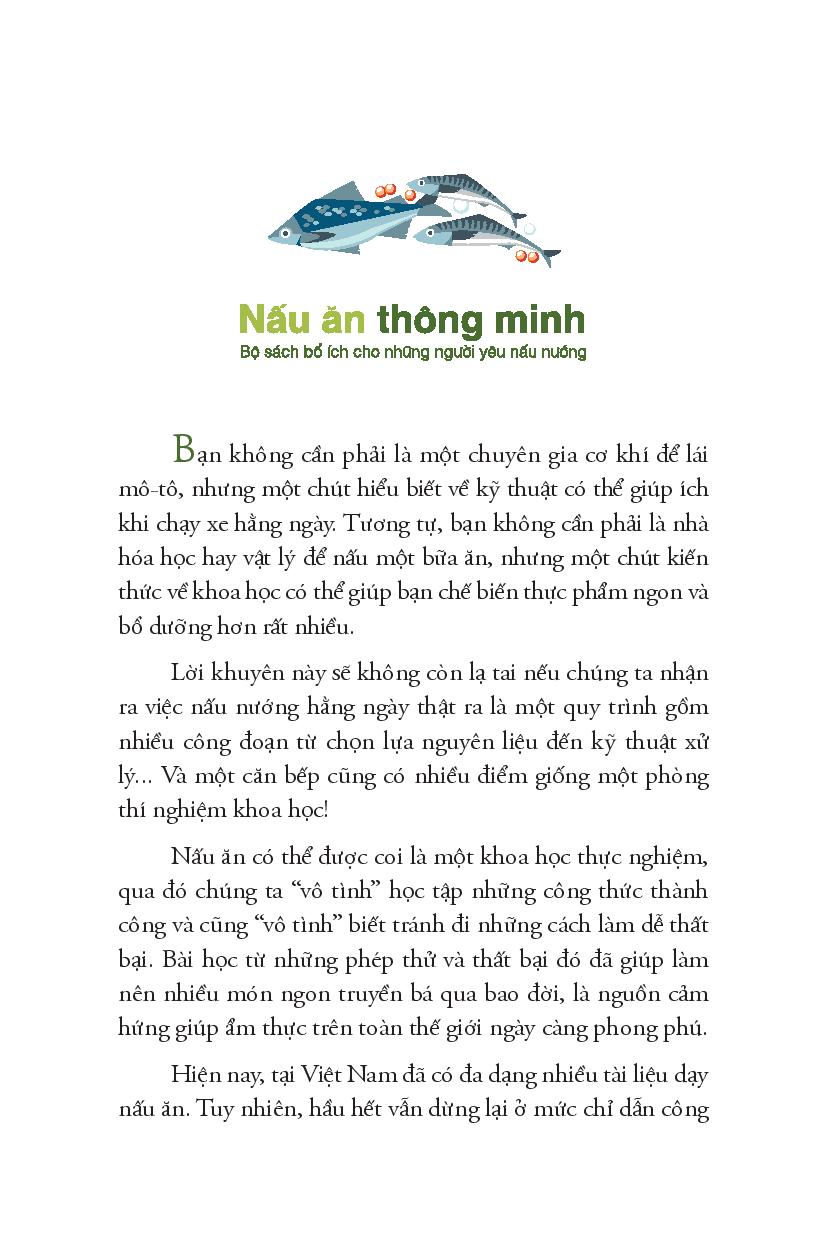 Nấu ăn thông minh
Bộ sách bổ ích cho những người yêu nấu nướng
Bạn không cần phải là một chuyên gia cơ khí để lái
mô-tô, nhưng một chút hiểu biết về kỹ thuật có thể giúp ích
khi chạy xe hằng ngày. Tương tự, bạn không cần phải là nhà
hóa học hay vật lý để nấu một bữa ăn, nhưng một chút kiến
thức về khoa học có thể giúp bạn chế biến thực phẩm ngon và
bổ dưỡng hơn rất nhiều.
Lời khuyên này sẽ không còn lạ tai nếu chúng ta nhận
ra việc nấu nướng hằng ngày thật ra là một quy trình gồm
nhiều công đoạn từ chọn lựa nguyên liệu đến kỹ thuật xử
lý... Và một căn bếp cũng có nhiều điểm giống một phòng
thí nghiệm khoa học!
Nấu ăn có thể được coi là một khoa học thực nghiệm,
qua đó chúng ta “vô tình” học tập những công thức thành
công và cũng “vô tình” biết tránh đi những cách làm dễ thất
bại. Bài học từ những phép thử và thất bại đó đã giúp làm
nên nhiều món ngon truyền bá qua bao đời, là nguồn cảm
hứng giúp ẩm thực trên toàn thế giới ngày càng phong phú.
Hiện nay, tại Việt Nam đã có đa dạng nhiều tài liệu dạy
nấu ăn. Tuy nhiên, hầu hết vẫn dừng lại ở mức chỉ dẫn công